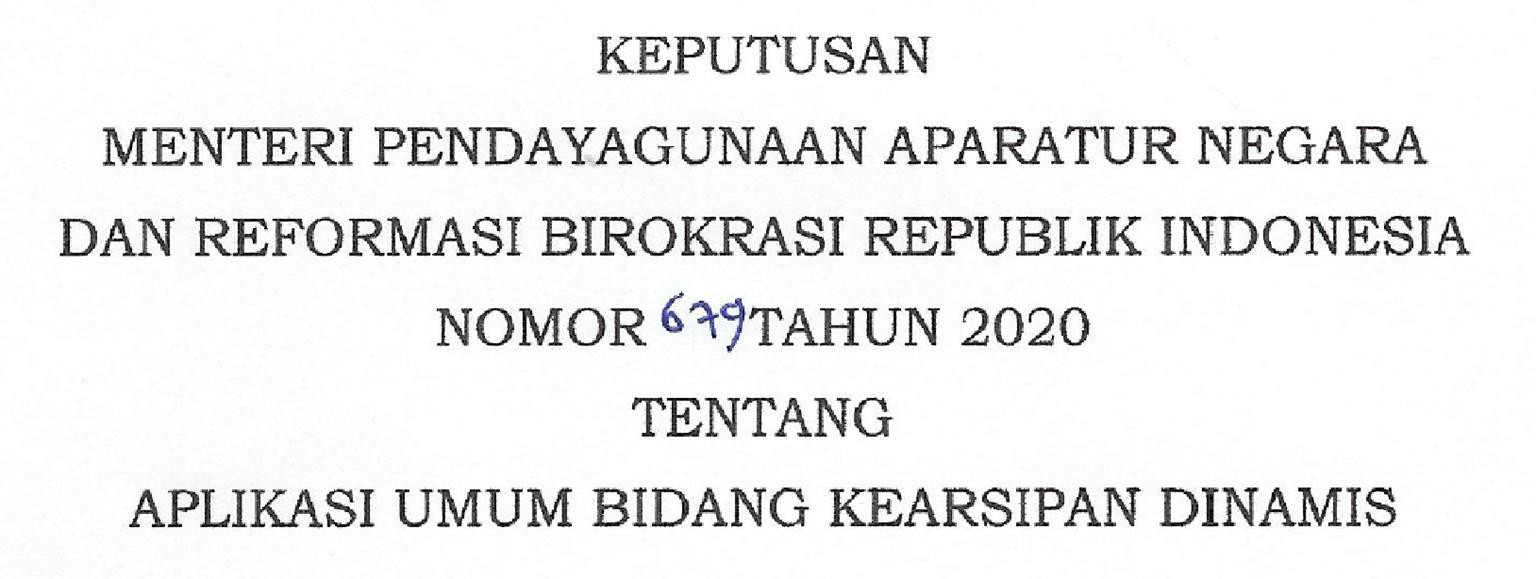 KEPUTUSAN
MENTERI PENDAYAGUNAAN APARATUR NEGARA
DAN REFORMASI BIROKRASI REPUBLIK INDONESIA
NOMOR 679 TAHUN 2020
TENTANG
APLIKASI UMUM BIDANG KEARSIPAN DINAMIS